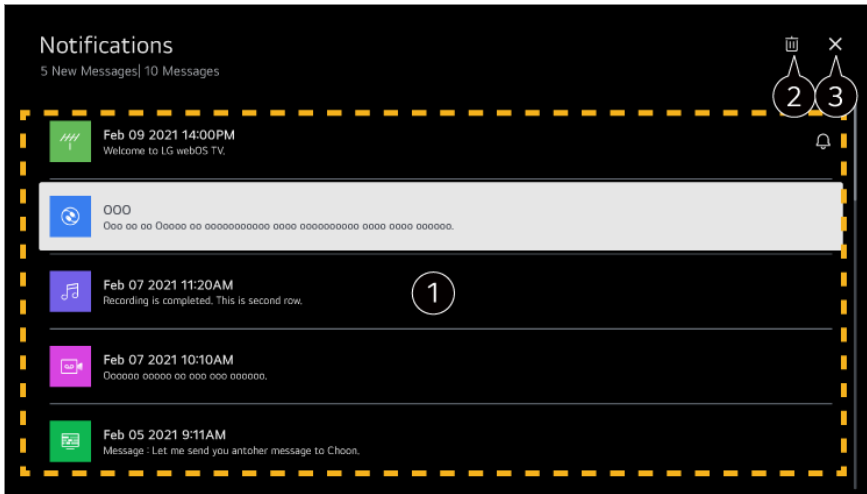 Notifications
5 New Messages| 10 Messages
2
3
Feb 09 2021 14:00PM
Welcome to LG webOS TV.
OOO
Ooo oo oo Ooooo oo ooooooooooo oooo oooooooooo oooo oooo oooooo.
Feb 07 2021 11:20AM
Recording is completed, This is second row.
1
Feb 07 2021 10:10AM
Oooooo ooooo oo ooo ooo oooooo.
Feb 05 2021 9:11AM
Message : Let me send you antoher message to Choon.